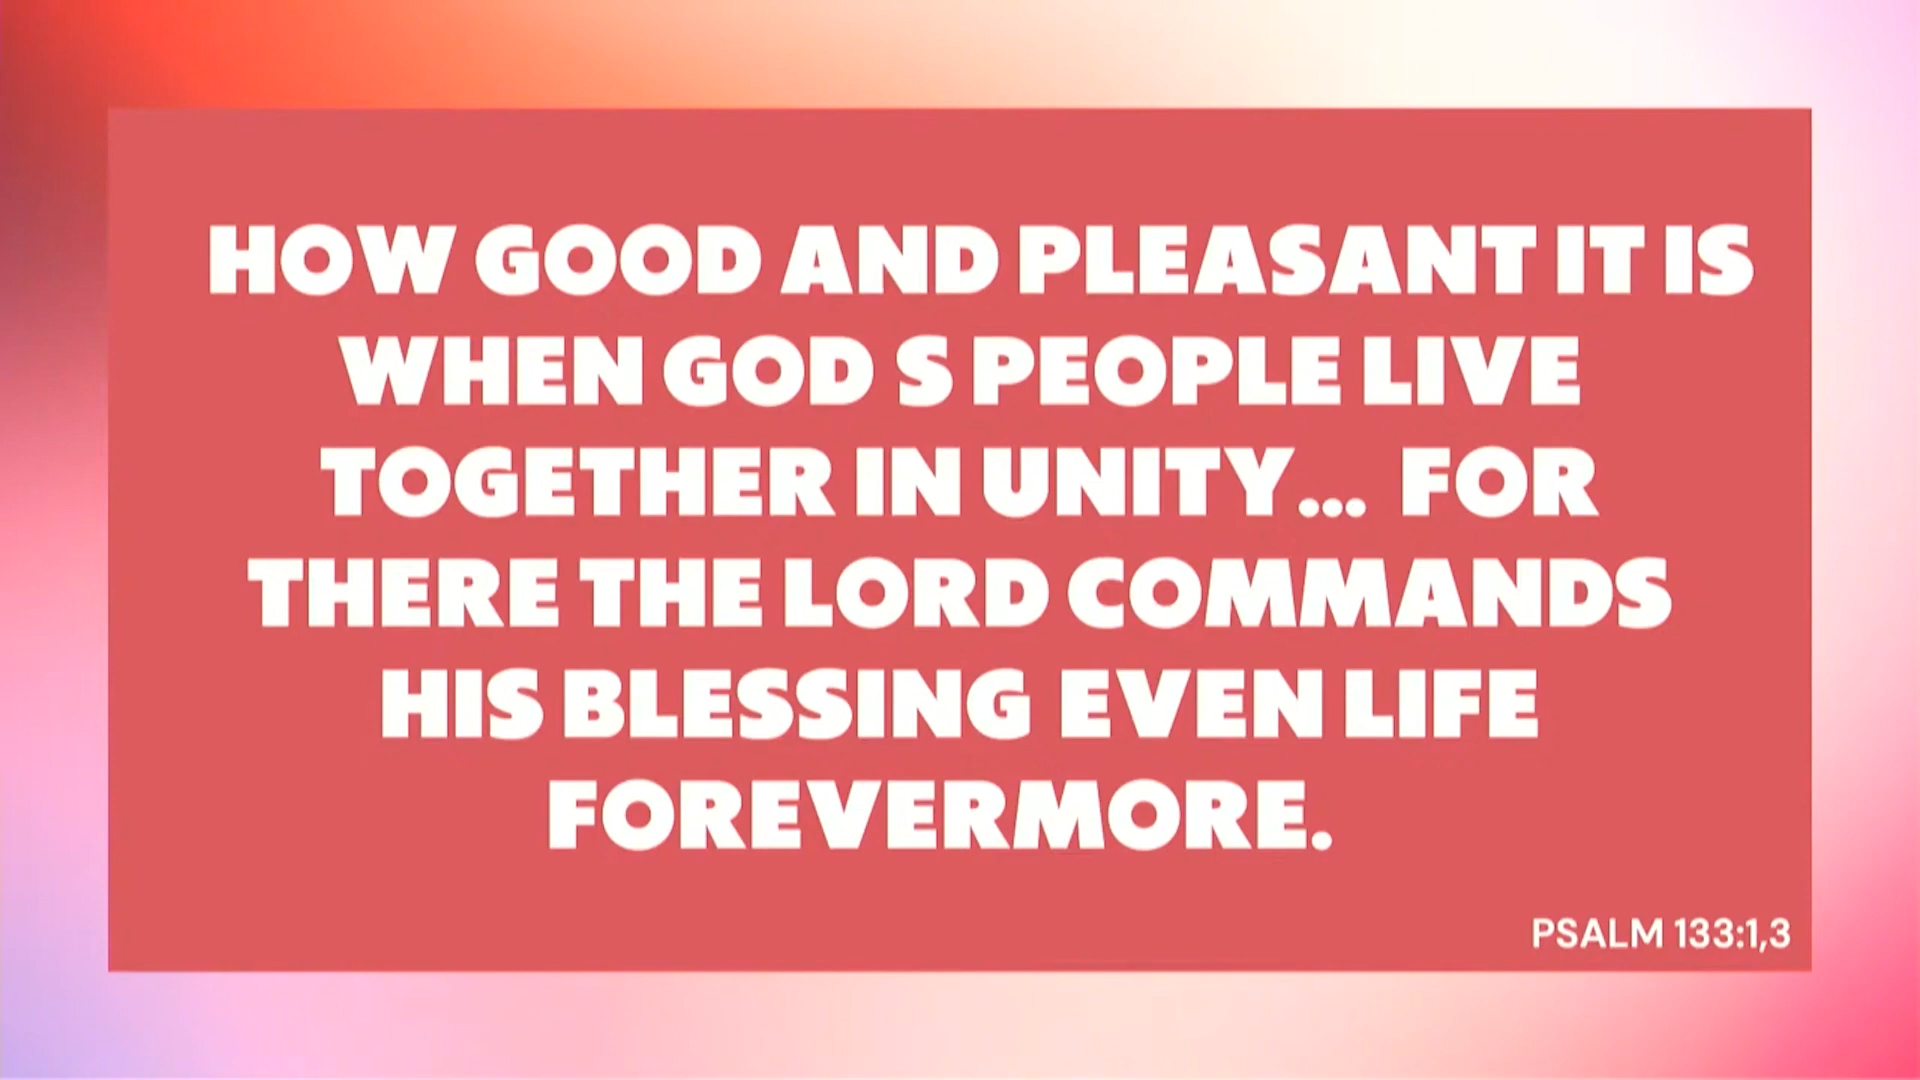 HOW GOOD AND PLEASANT IT IS
WHEN GOD S PEOPLE LIVE
TOGETHER IN UNITY... FOR
THERE THE LORD COMMANDS
HIS BLESSING EVEN LIFE
FOREVERMORE.
PSALM 133:1,3